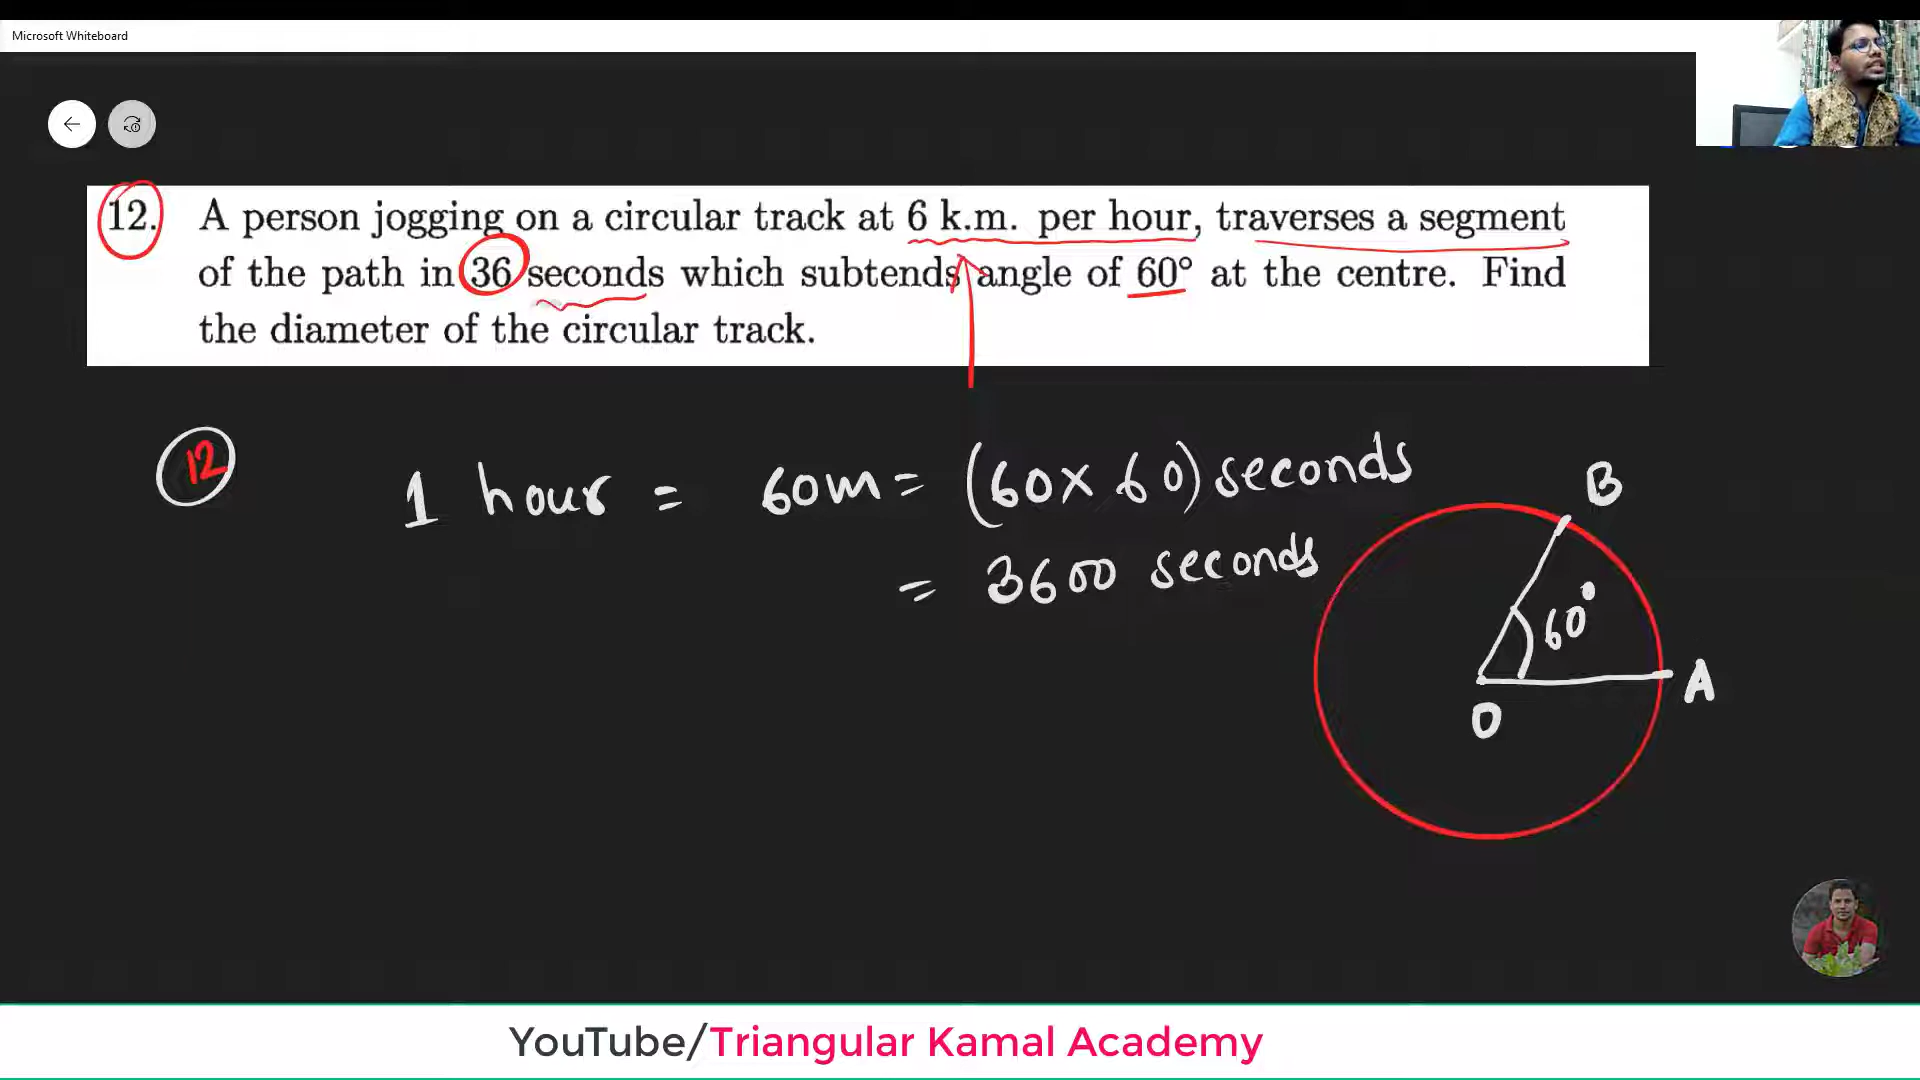 Microsoft Whiteboard
12. A person jogging on a circular track at 6 k.m. per hour, traverses a segment
of the path in 36 seconds which subtends angle of 60° at the centre. Find
the diameter of the circular track.
12
1 hour = 60m = (60 x 60) seconds
= 3600 seconds
B
60°
A
O
YouTube/Triangular Kamal Academy